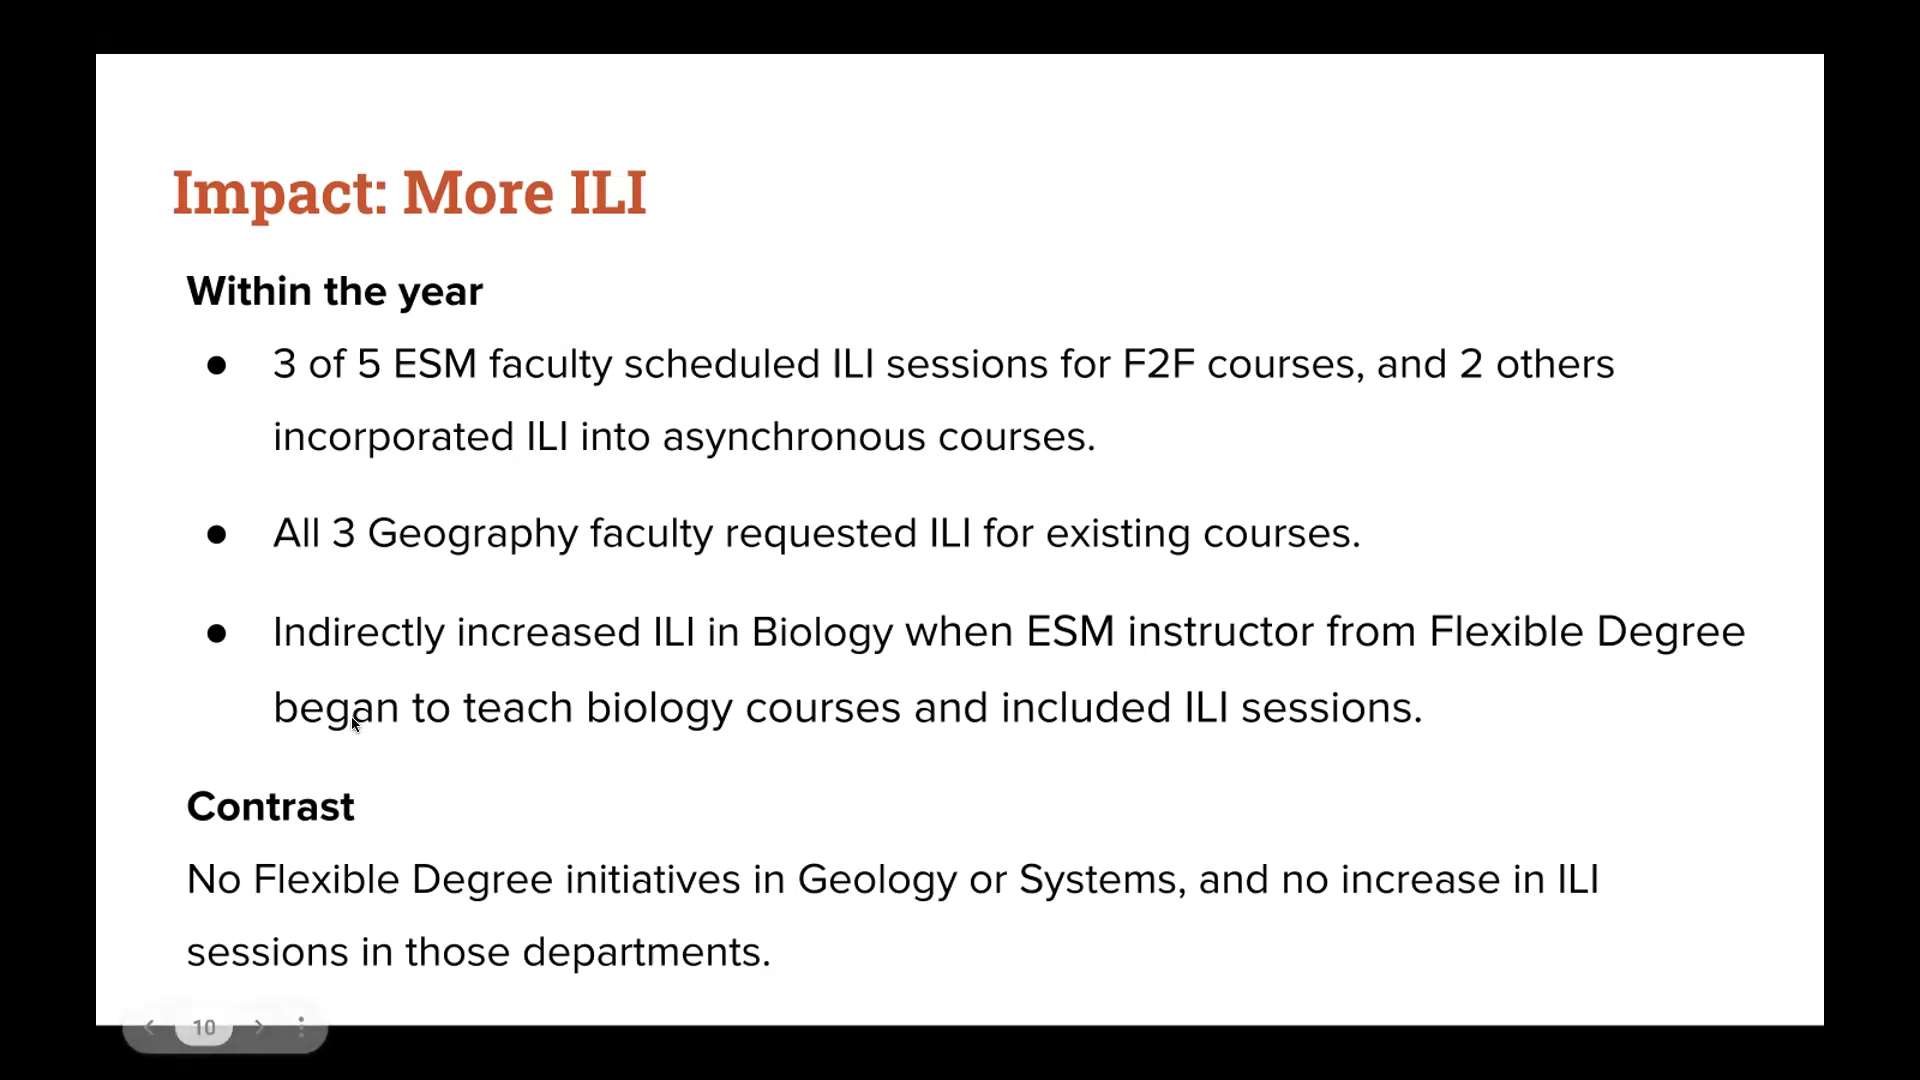 Impact: More ILI
Within the year
● 3 of 5 ESM faculty scheduled ILI sessions for F2F courses, and 2 others
incorporated ILI into asynchronous courses.
● All 3 Geography faculty requested ILI for existing courses.
● Indirectly increased ILI in Biology when ESM instructor from Flexible Degree
began to teach biology courses and included ILI sessions.
Contrast
No Flexible Degree initiatives in Geology or Systems, and no increase in ILI
sessions in those departments.
10